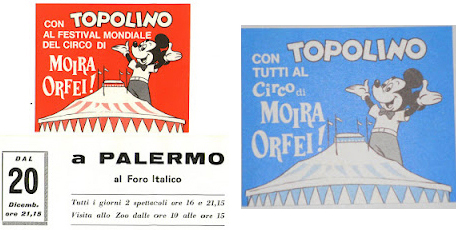 CON TOPOLINO
AL FESTIVAL MONDIALE
DEL CIRCO DI
MOIRA
ORFEI!
DAL
20
Dicemb.
ore 21,15
a PALERMO
al Foro Italico
Tutti i giorni 2 spettacoli ore 16 e 21,15
Visita allo Zoo dalle ore 10 alle ore 15
CON TOPOLINO
TUTTI AL
Circo di
MOIRA
ORFEI!